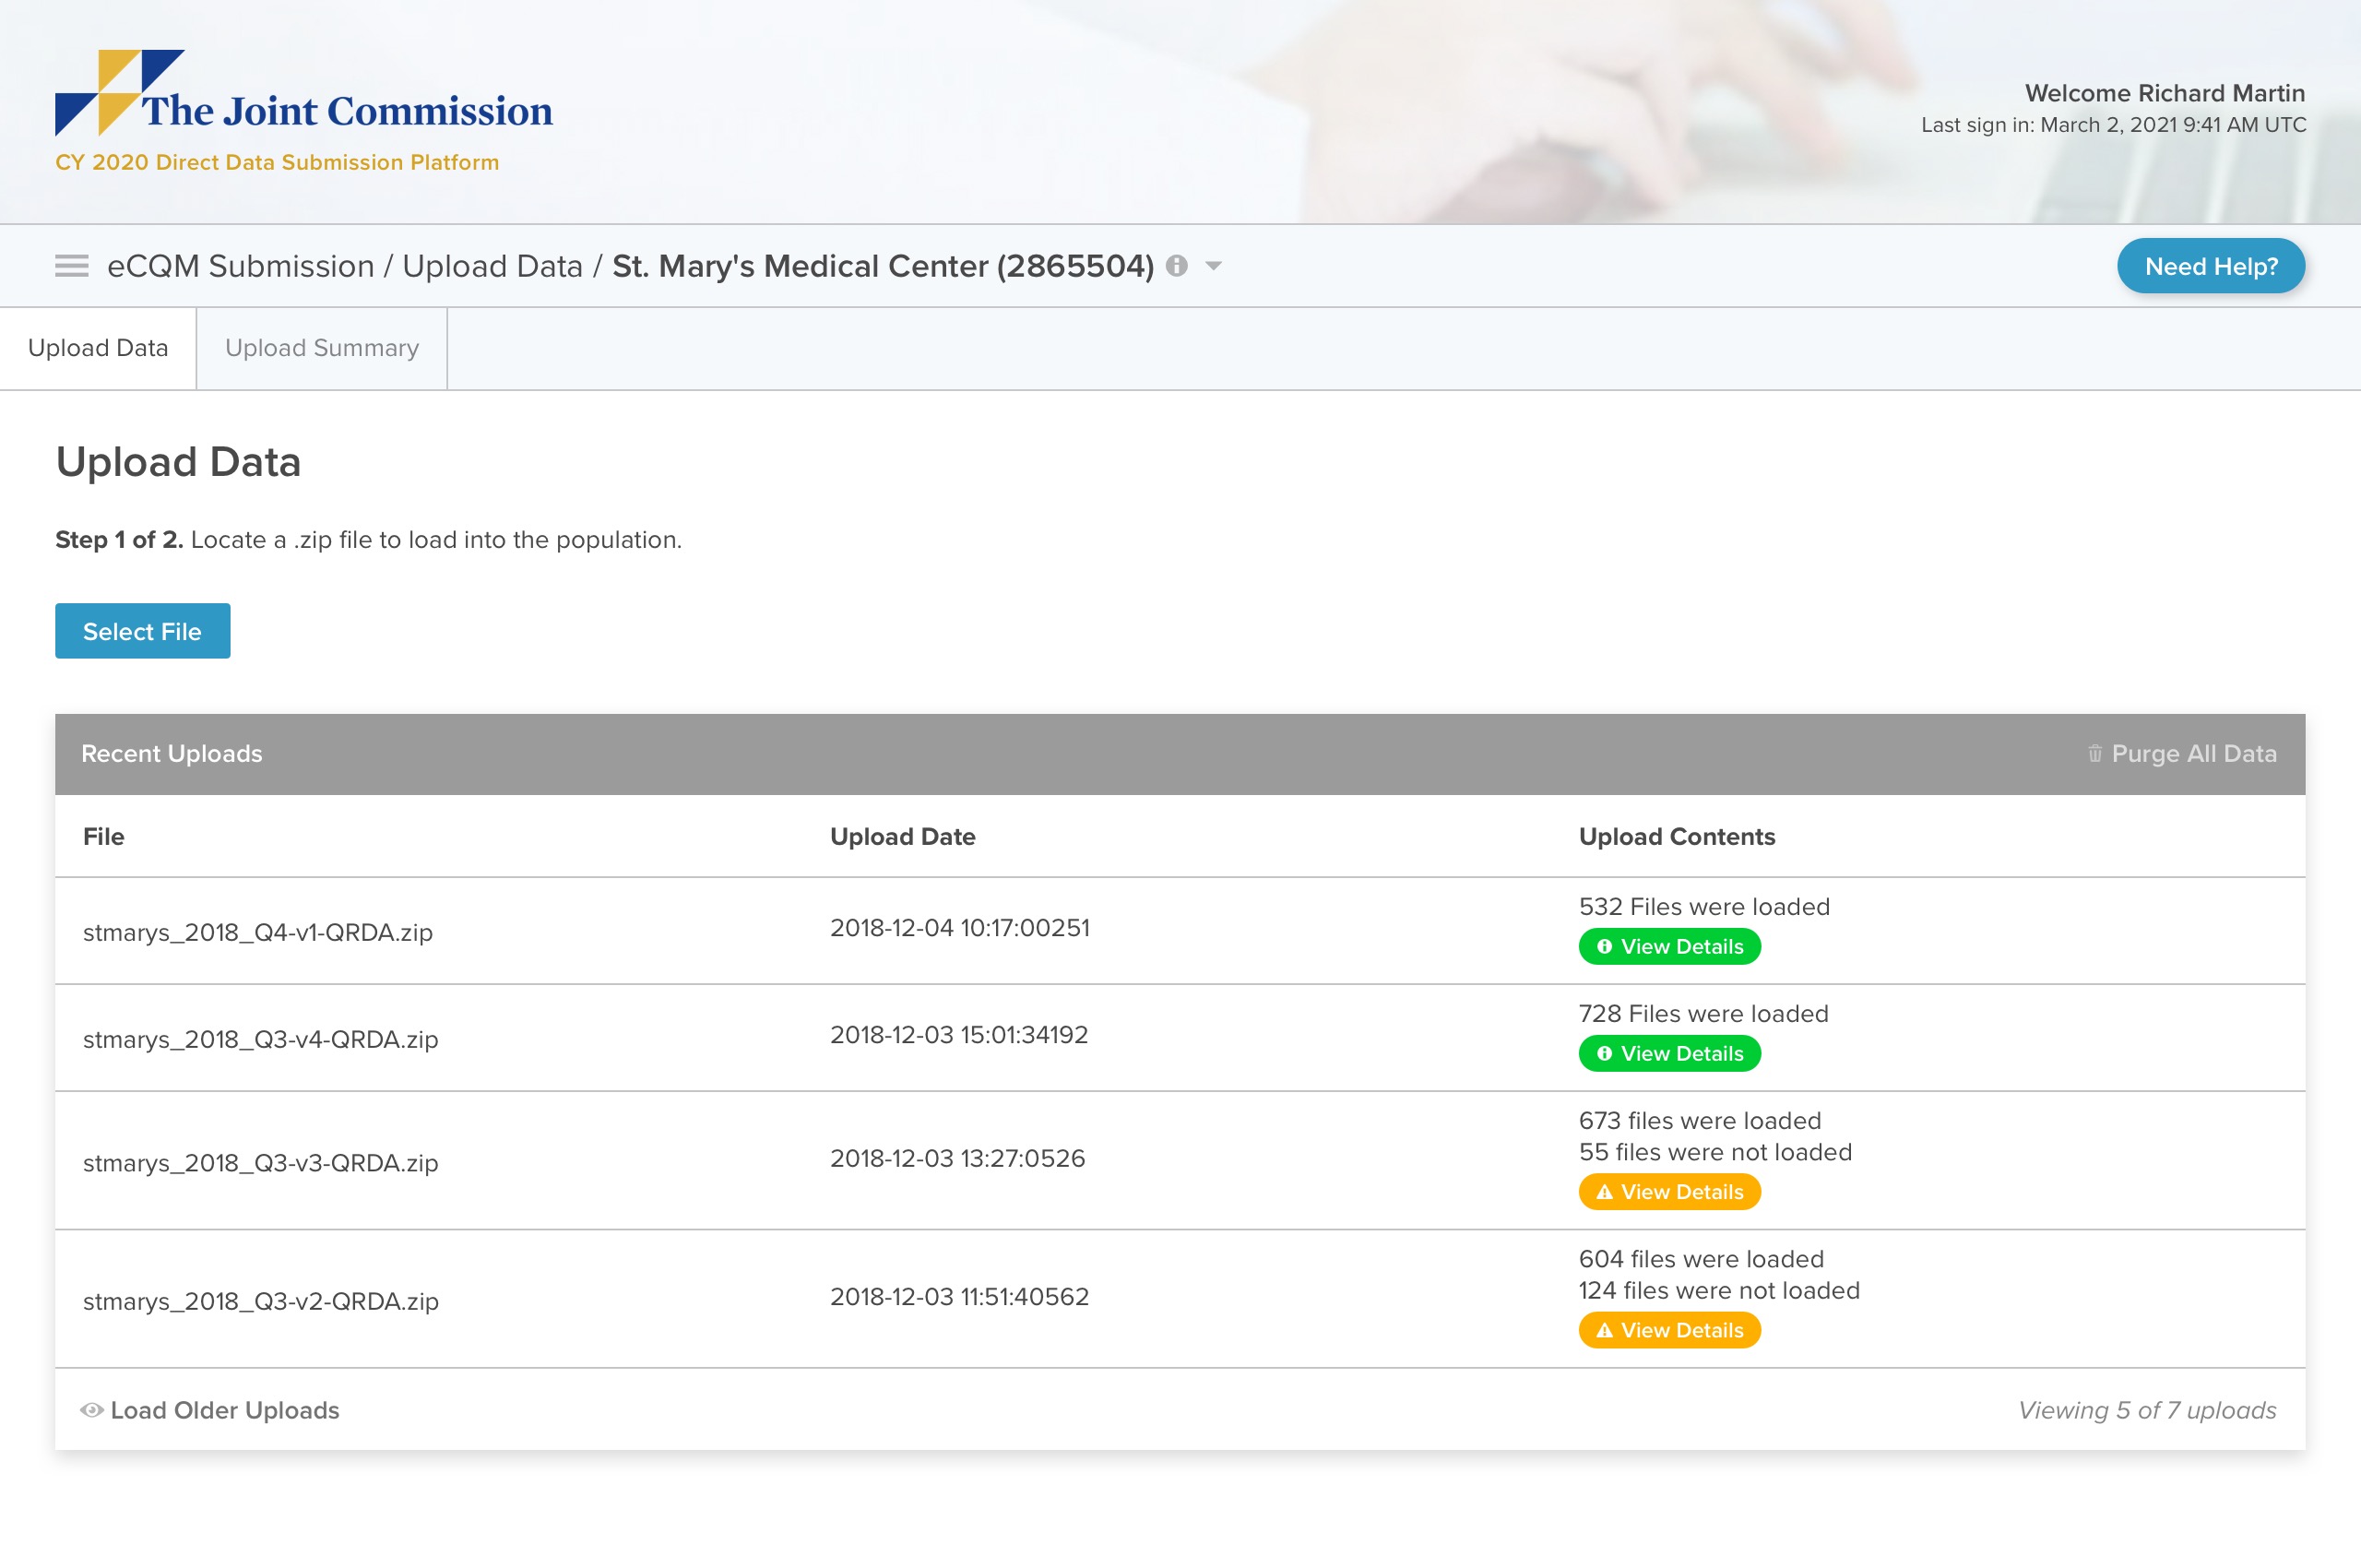 The Joint Commission
CY 2020 Direct Data Submission Platform
Welcome Richard Martin
Last sign in: March 2, 2021 9:41 AM UTC
eCQM Submission / Upload Data / St. Mary's Medical Center (2865504)
Need Help?
Upload Data
Upload Summary
Upload Data
Step 1 of 2. Locate a .zip file to load into the population.
Select File
Recent Uploads
Purge All Data
File
Upload Date
Upload Contents
stmarys_2018_Q4-v1-QRDA.zip
2018-12-04 10:17:00251
532 Files were loaded
View Details
stmarys_2018_Q3-v4-QRDA.zip
2018-12-03 15:01:34192
728 Files were loaded
View Details
stmarys_2018_Q3-v3-QRDA.zip
2018-12-03 13:27:0526
673 files were loaded
55 files were not loaded
View Details
stmarys_2018_Q3-v2-QRDA.zip
2018-12-03 11:51:40562
604 files were loaded
124 files were not loaded
View Details
Load Older Uploads
Viewing 5 of 7 uploads